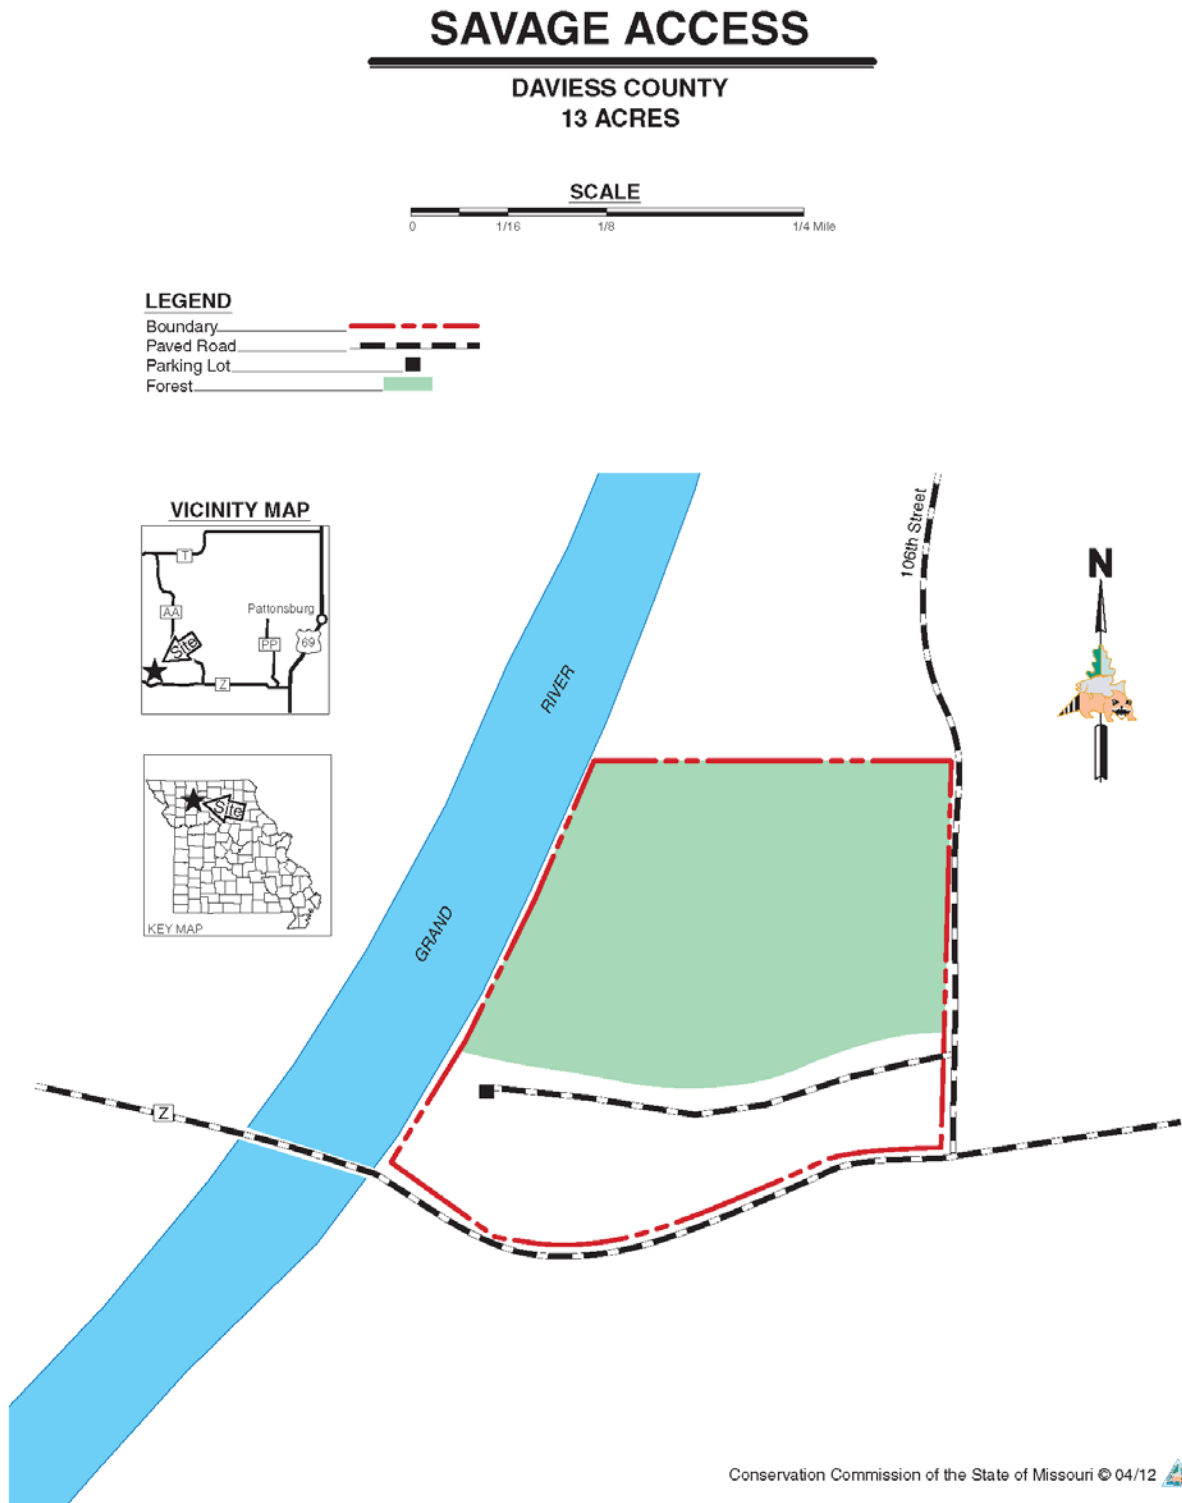 SAVAGE ACCESS
DAVIESS COUNTY
13 ACRES
SCALE
0 1/16 1/8 1/4 Mile
LEGEND
Boundary
Paved Road
Parking Lot
Forest
VICINITY MAP
T
AA
Pattonsburg
PP
69
Site
Z
Site
KEY MAP
106th Street
N
RIVER
GRAND
Z
Conservation Commission of the State of Missouri © 04/12